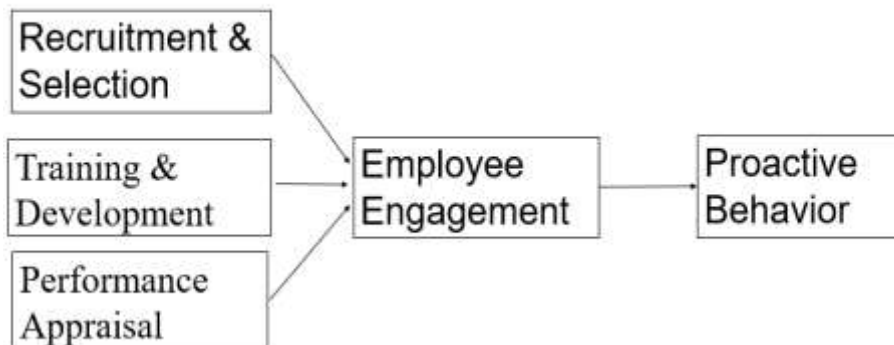 Recruitment &
Selection
Training &
Development
Performance
Appraisal
Employee
Engagement
Proactive
Behavior